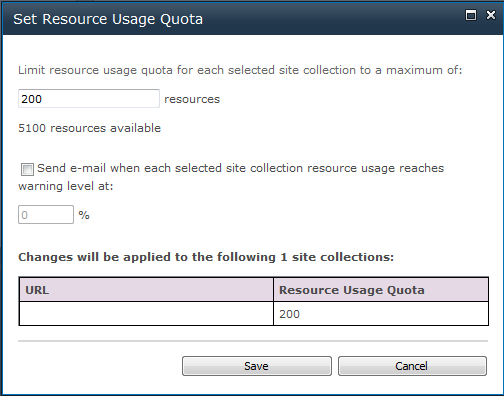 Set Resource Usage Quota
Limit resource usage quota for each selected site collection to a maximum of:
200 resources
5100 resources available
Send e-mail when each selected site collection resource usage reaches
warning level at:
0 %
Changes will be applied to the following 1 site collections:
URL Resource Usage Quota
200
Save Cancel